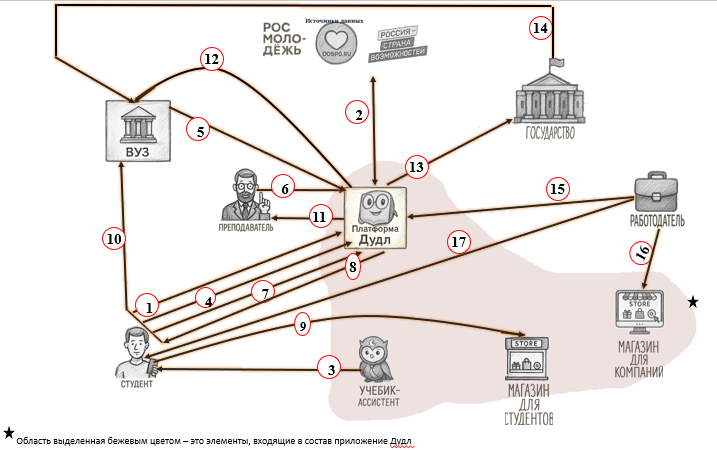 Источники данных
РОС
МОЛО-
ДЁЖЬ
DOBPO.RU
РОССИЯ–
СТРАНА
ВОЗМОЖНОСТЕЙ
14
12
2
ГОСУДАРСТВО
ВУЗ
5
13
6
15
ПРЕПОДАВАТЕЛЬ
11
Платформа
Дудл
РАБОТОДАТЕЛЬ
10
17
16
8
7
4
1
STORE
9
STORE
МАГАЗИН
ДЛЯ
КОМПАНИЙ
СТУДЕНТ
3
УЧЕБИК-
АССИСТЕНТ
МАГАЗИН
ДЛЯ
СТУДЕНТОВ
Область выделенная бежевым цветом – это элементы, входящие в состав приложение Дудл